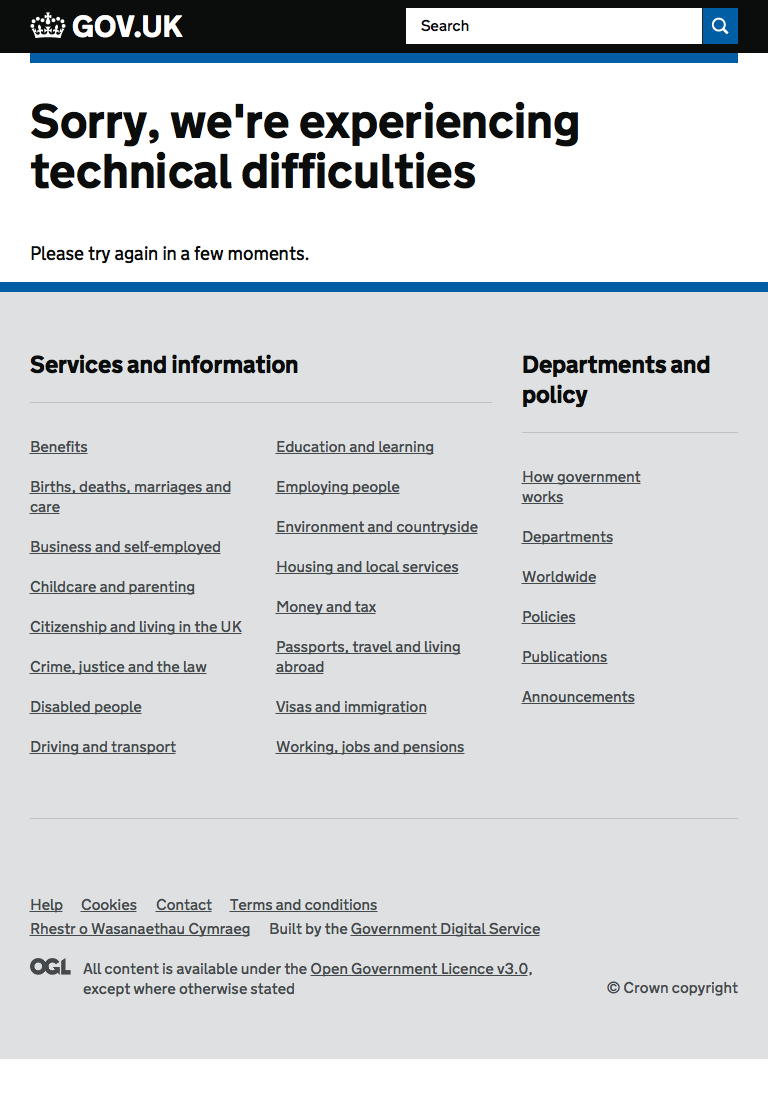 GOV.UK
Search
Sorry, we're experiencing
technical difficulties
Please try again in a few moments.
Services and information
Benefits
Births, deaths, marriages and
care
Business and self-employed
Childcare and parenting
Citizenship and living in the UK
Crime, justice and the law
Disabled people
Driving and transport
Education and learning
Employing people
Environment and countryside
Housing and local services
Money and tax
Passports, travel and living
abroad
Visas and immigration
Working, jobs and pensions
Departments and
policy
How government
works
Departments
Worldwide
Policies
Publications
Announcements
Help Cookies Contact Terms and conditions
Rhestr o Wasanaethau Cymraeg Built by the Government Digital Service
OGL All content is available under the Open Government Licence v3.0,
except where otherwise stated
© Crown copyright